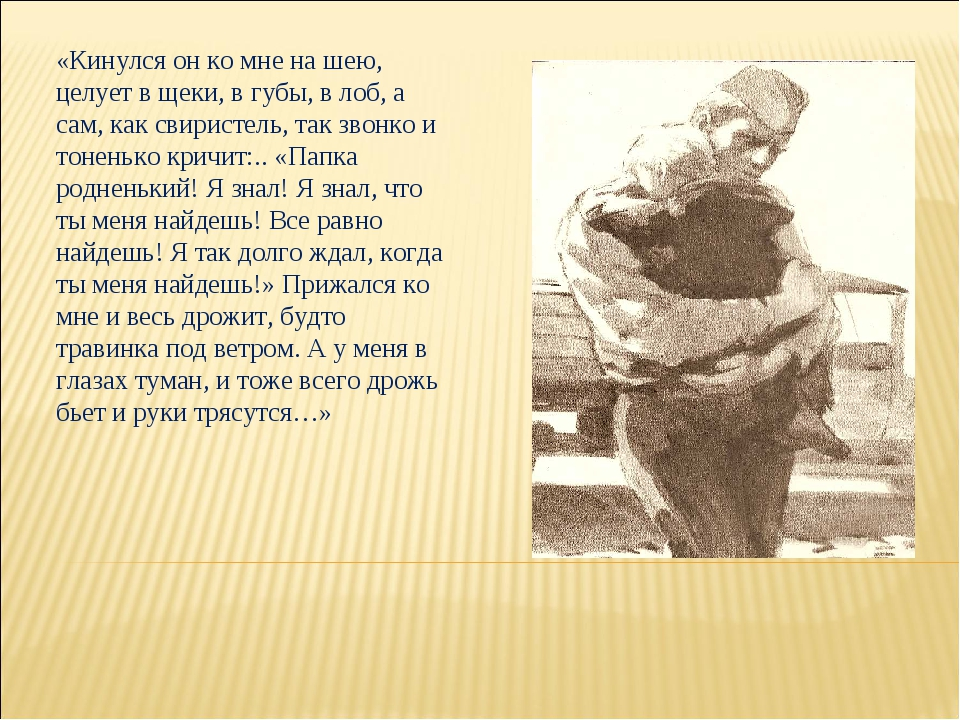 «Кинулся он ко мне на шею,
целует в щеки, в губы, в лоб, а
сам, как свиристель, так звонко и
тоненько кричит:.. «Папка
родненький! Я знал! Я знал, что
ты меня найдешь! Все равно
найдешь! Я так долго ждал, когда
ты меня найдешь!» Прижался ко
мне и весь дрожит, будто
травинка под ветром. А у меня в
глазах туман, и тоже всего дрожь
бьет и руки трясутся…»